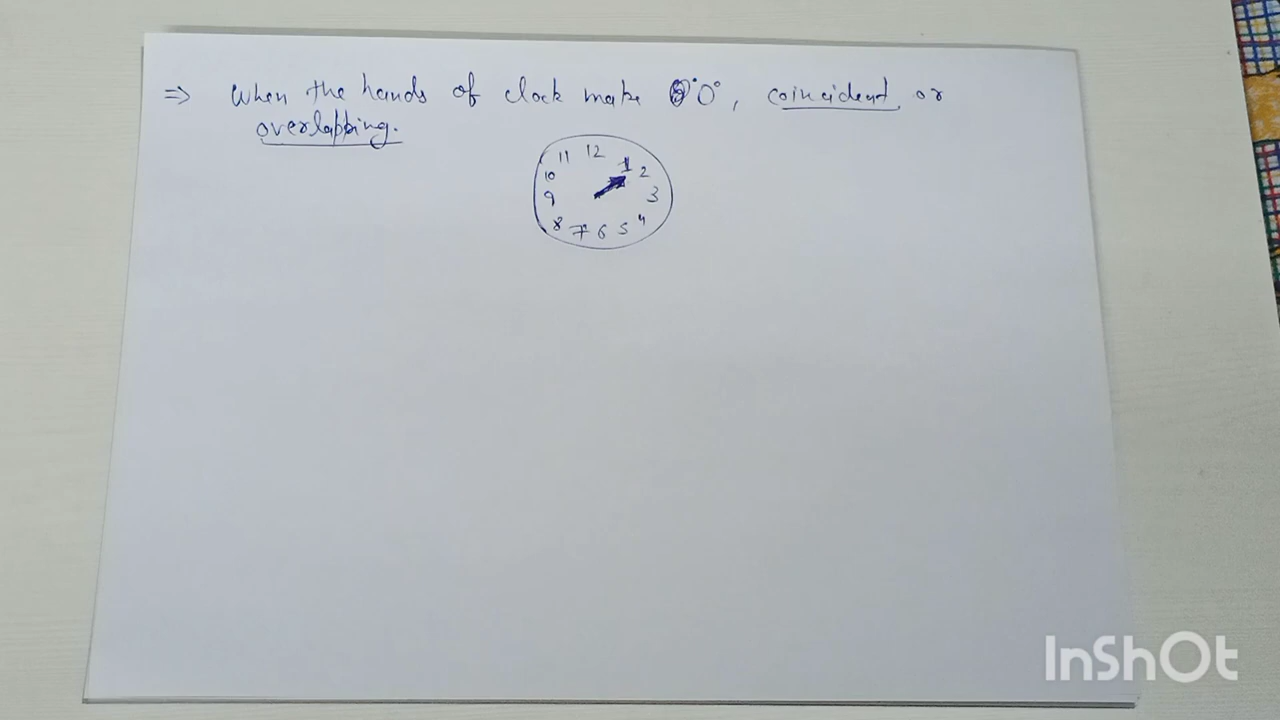 ⇒ When the hands of clock make 0°, coincident or
overlapping.
11 12 1
10 2
9 3
8 7 6 5 4
InShOt